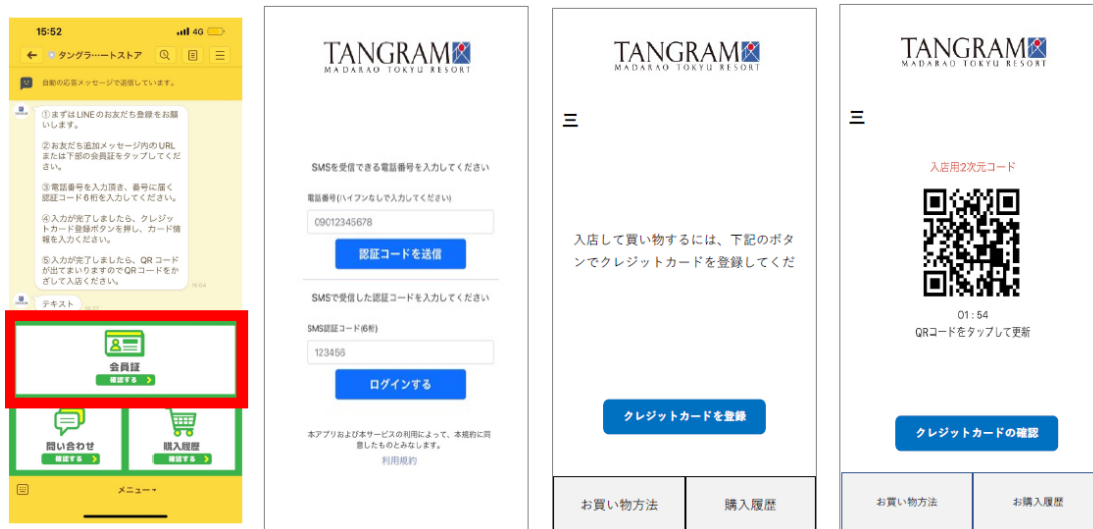 15:52
4G
タングラ…ートストア
自動の応答メッセージで返信しています。
①まずはLINEのお友だち登録をお願
いします。
②お友だち追加メッセージ内のURL
または下部の会員証をタップしてくだ
さい。
③電話番号を入力頂き、番号に届く
認証コード6桁を入力してください。
④入力が完了しましたら、クレジッ
トカード登録ボタンを押し、カード情
報を入力ください。
⑤入力が完了しましたら、QRコード
が出てまいりますのでQRコードをか
ざして入店ください。
16:04
テキスト
会員証
確認する
問い合わせ
確認する
購入履歴
確認する
メニュー
TANGRAM
MADARAO TOKYU RESORT
SMSを受信できる電話番号を入力してください
電話番号(ハイフンなしで入力してください)
09012345678
認証コードを送信
SMSで受信した認証コードを入力してください
SMS認証コード(6桁)
123456
ログインする
本アプリおよび本サービスの利用によって、本規約に同
意したものとみなします。
利用規約
TANGRAM
MADARAO TOKYU RESORT
入店して買い物するには、下記のボタ
ンでクレジットカードを登録してくだ
クレジットカードを登録
お買い物方法
購入履歴
TANGRAM
MADARAO TOKYU RESORT
入店用2次元コード
01:54
QRコードをタップして更新
クレジットカードの確認
お買い物方法
お購入履歴